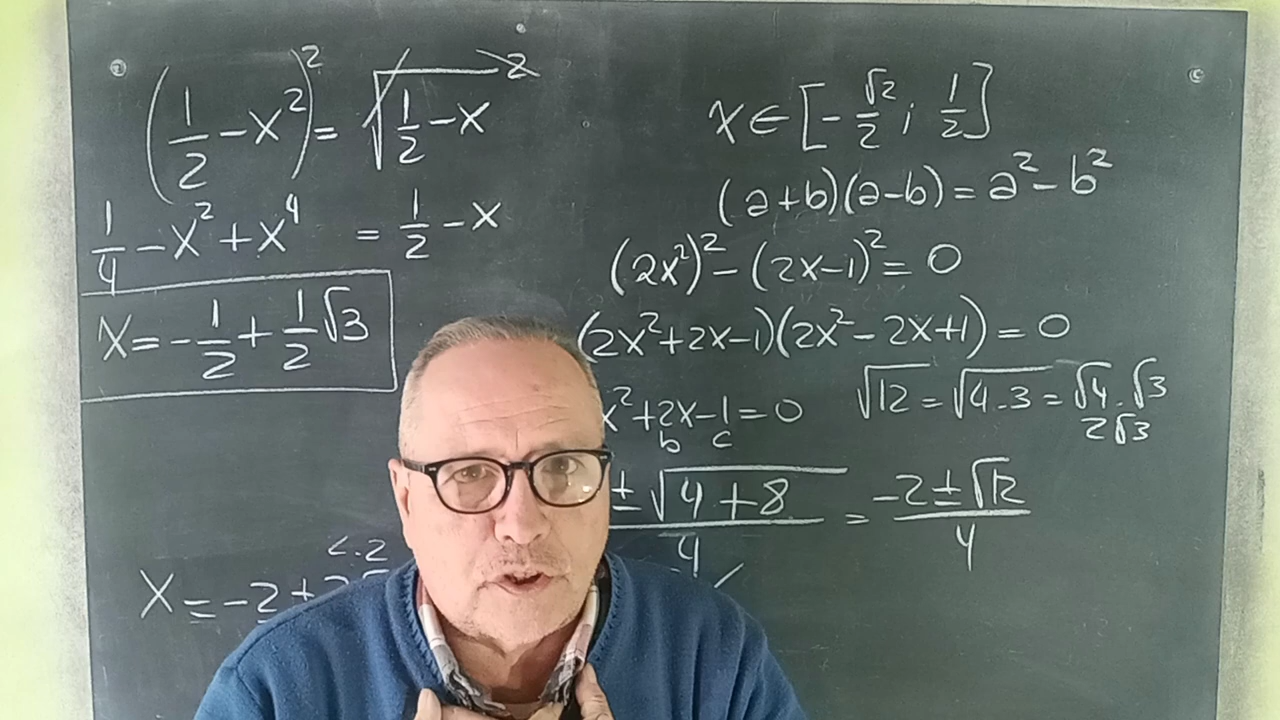 (1/2 - x²)² = √(1/2 - x)²
1/4 - x² + x⁴ = 1/2 - x
x = -1/2 + 1/2 √3
x = -2 ±
x ∈ [-√2/2 ; 1/2]
(a+b)(a-b) = a² - b²
(2x²)² - (2x-1)² = 0
(2x²+2x-1)(2x²-2x+1) = 0
x²+2x-1 = 0
b c
√12 = √4·3 = √4·√3
2√3
± √4+8 / 4 = -2±√12 / 4